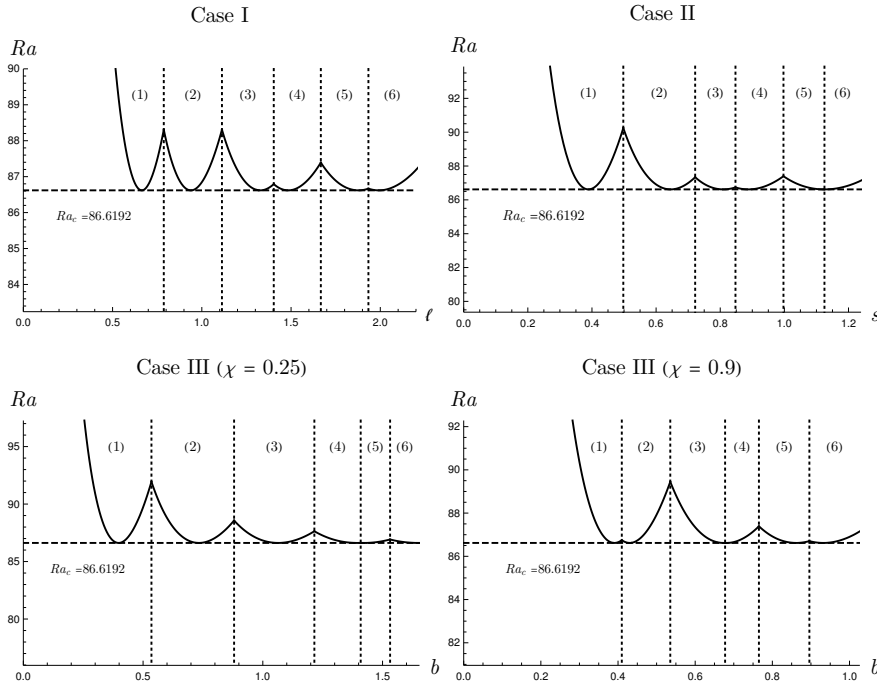 Case I
Ra
90
89
88
87
86
85
84
(1) (2) (3) (4) (5) (6)
Ra_c =86.6192
0.0 0.5 1.0 1.5 2.0
ℓ
Case II
Ra
92
90
88
86
84
82
80
(1) (2) (3) (4) (5) (6)
Ra_c =86.6192
0.0 0.2 0.4 0.6 0.8 1.0 1.2
s
Case III (χ = 0.25)
Ra
95
90
85
80
(1) (2) (3) (4) (5) (6)
Ra_c =86.6192
0.0 0.5 1.0 1.5
b
Case III (χ = 0.9)
Ra
92
90
88
86
84
82
(1) (2) (3) (4) (5) (6)
Ra_c =86.6192
0.0 0.2 0.4 0.6 0.8 1.0
b